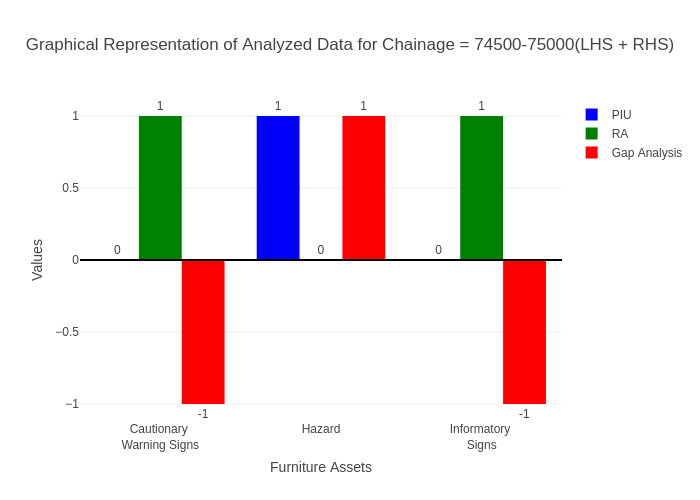 Graphical Representation of Analyzed Data for Chainage = 74500-75000(LHS + RHS)
1
1
1
1
1
PIU
RA
Gap Analysis
0.5
0
0
0
0
−0.5
−1
-1
-1
Values
Cautionary
Warning Signs
Hazard
Informatory
Signs
Furniture Assets